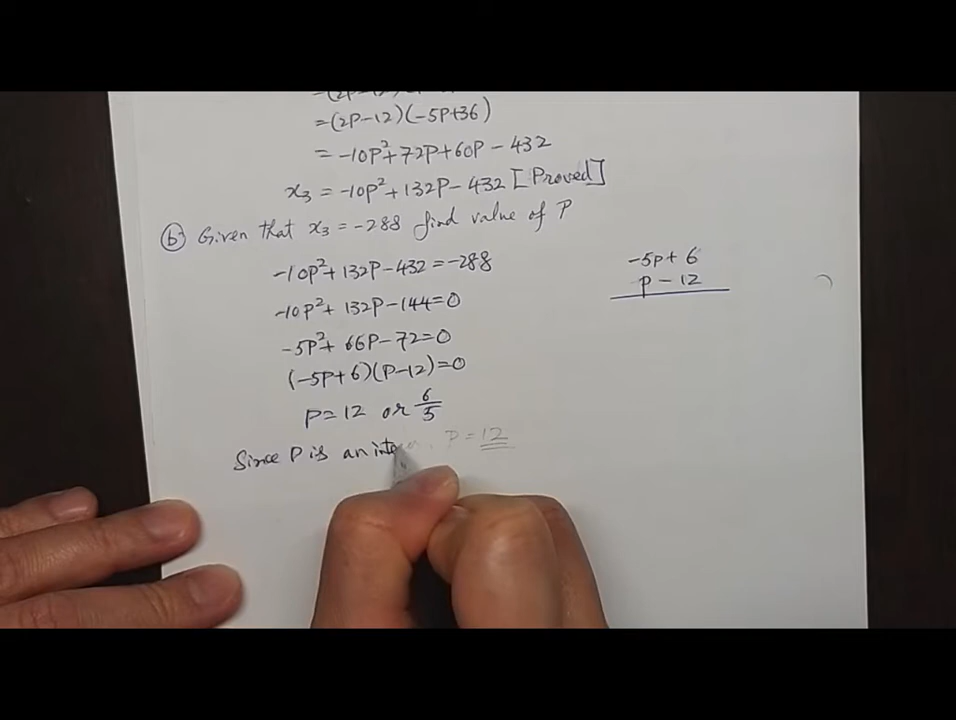 =(2P-12)(-5P+36)
= -10P²+72P+60P-432
x₃ = -10P²+132P-432 [Proved]
(b) Given that x₃ = -288 find value of P
-10P²+132P-432=-288
-10P²+132P-144=0
-5P²+66P-72=0
(-5P+6)(P-12)=0
P=12 or 6/5
Since P is an inte P=12
-5P+6
P-12